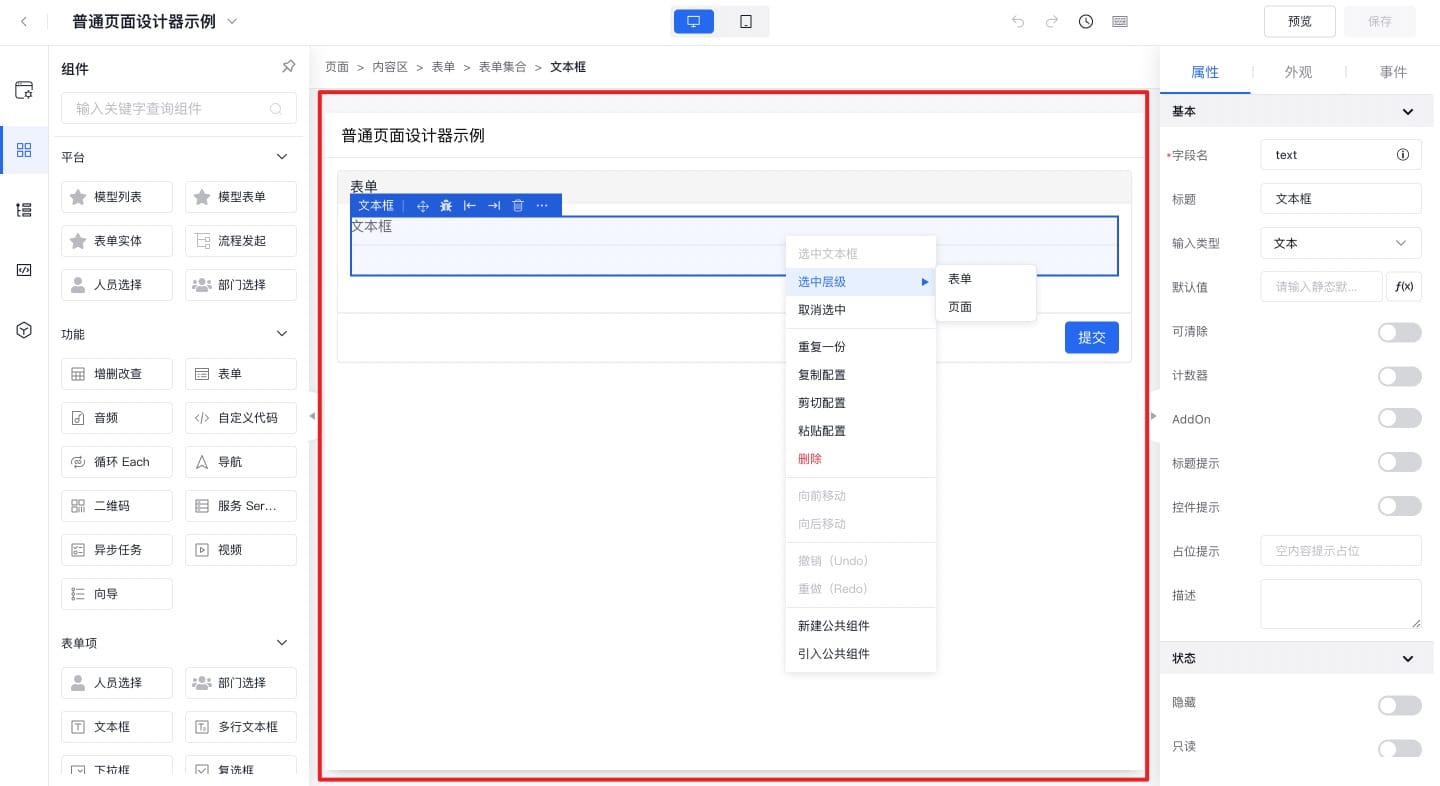 普通页面设计器示例
预览
保存
组件
输入关键字查询组件
平台
模型列表
模型表单
表单实体
流程发起
人员选择
部门选择
功能
增删改查
表单
音频
自定义代码
循环 Each
导航
二维码
服务 Ser...
异步任务
视频
向导
表单项
人员选择
部门选择
文本框
多行文本框
下拉框
复选框
页面 > 内容区 > 表单 > 表单集合 > 文本框
普通页面设计器示例
表单
文本框
文本框
提交
选中文本框
选中层级
取消选中
重复一份
复制配置
剪切配置
粘贴配置
删除
向前移动
向后移动
撤销（Undo）
重做（Redo）
新建公共组件
引入公共组件
表单
页面
属性
外观
事件
基本
*字段名
text
标题
文本框
输入类型
文本
默认值
请输入静态默...
f(x)
可清除
计数器
AddOn
标题提示
控件提示
占位提示
空内容提示占位
描述
状态
隐藏
只读